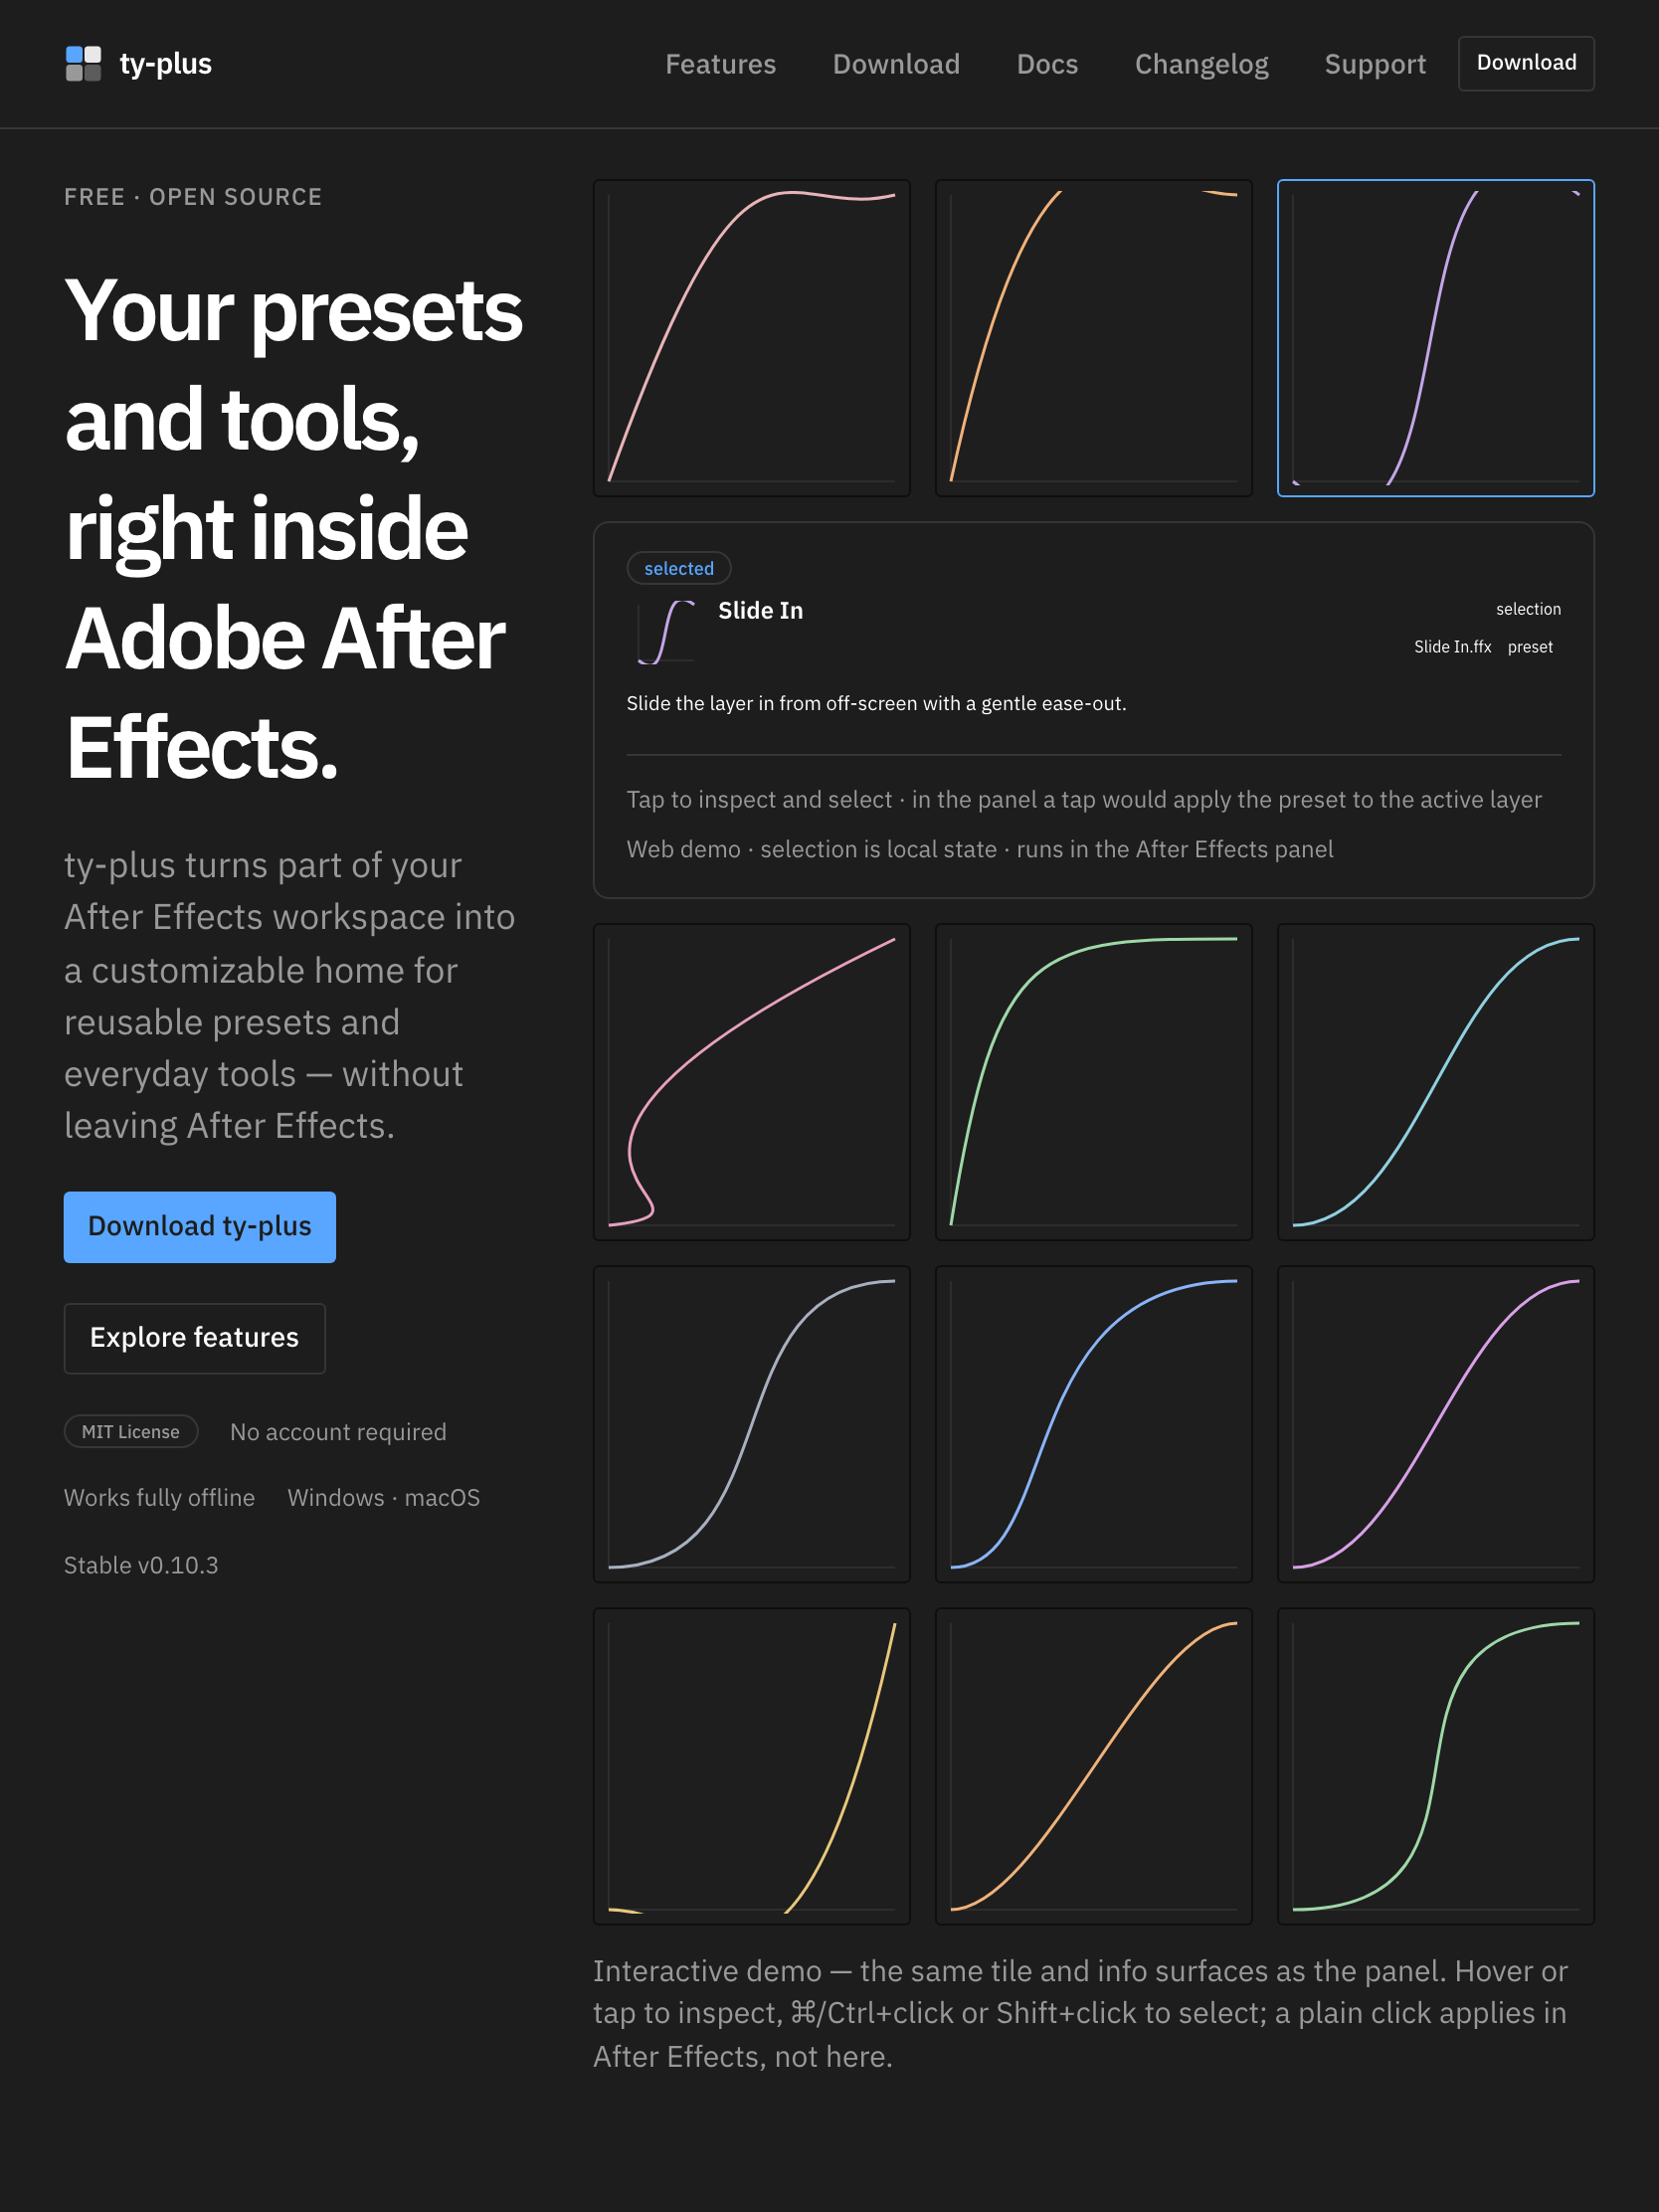 ty-plus
Features
Download
Docs
Changelog
Support
Download
FREE · OPEN SOURCE
Your presets
and tools,
right inside
Adobe After
Effects.
ty-plus turns part of your
After Effects workspace into
a customizable home for
reusable presets and
everyday tools — without
leaving After Effects.
Download ty-plus
Explore features
MIT License
No account required
Works fully offline
Windows · macOS
Stable v0.10.3
selected
Slide In
selection
Slide In.ffx preset
Slide the layer in from off-screen with a gentle ease-out.
Tap to inspect and select · in the panel a tap would apply the preset to the active layer
Web demo · selection is local state · runs in the After Effects panel
Interactive demo — the same tile and info surfaces as the panel. Hover or
tap to inspect, ⌘/Ctrl+click or Shift+click to select; a plain click applies in
After Effects, not here.